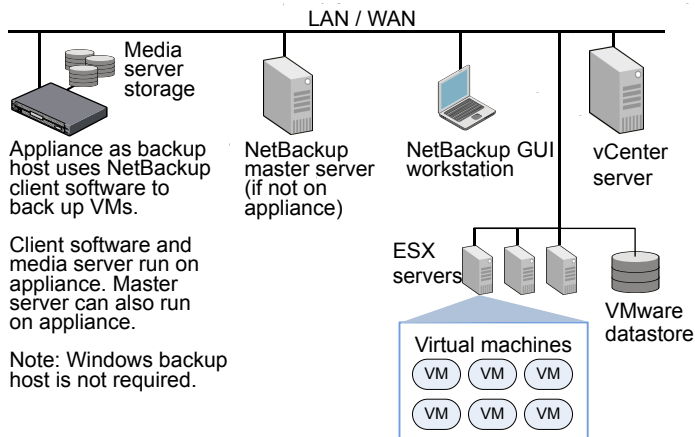 LAN / WAN
Media
server
storage
Appliance as backup
host uses NetBackup
client software to
back up VMs.
Client software and
media server run on
appliance. Master
server can also run
on appliance.
Note: Windows backup
host is not required.
NetBackup
master server
(if not on
appliance)
NetBackup GUI
workstation
vCenter
server
ESX
servers
VMware
datastore
Virtual machines
VM VM VM
VM VM VM